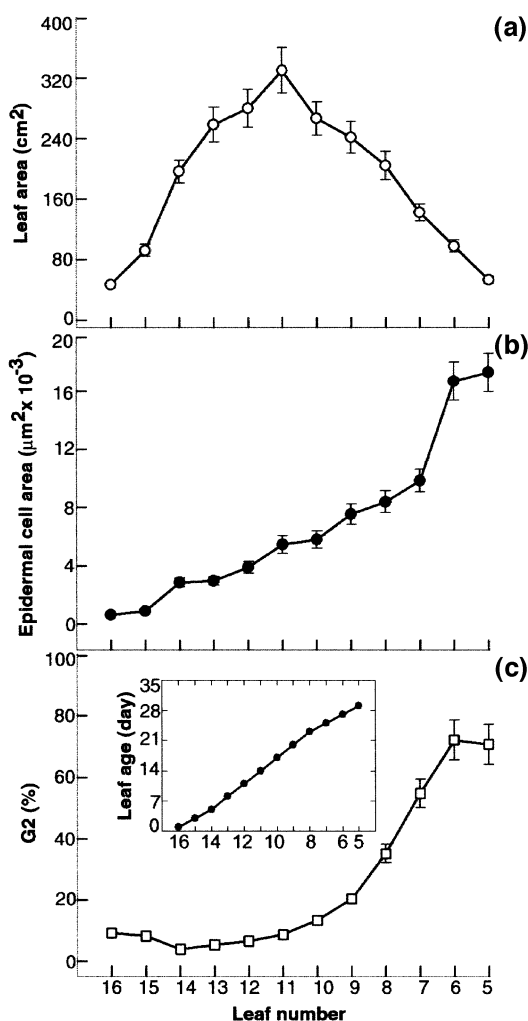 (a)
400
320
240
160
80
0
Leaf area (cm2)
(b)
20
16
12
8
4
0
Epidermal cell area (µm2x 10-3)
(c)
100
80
60
40
20
0
G2 (%)
35
28
21
14
7
0
Leaf age (day)
16 14 12 10 8 6 5
16 15 14 13 12 11 10 9 8 7 6 5
Leaf number